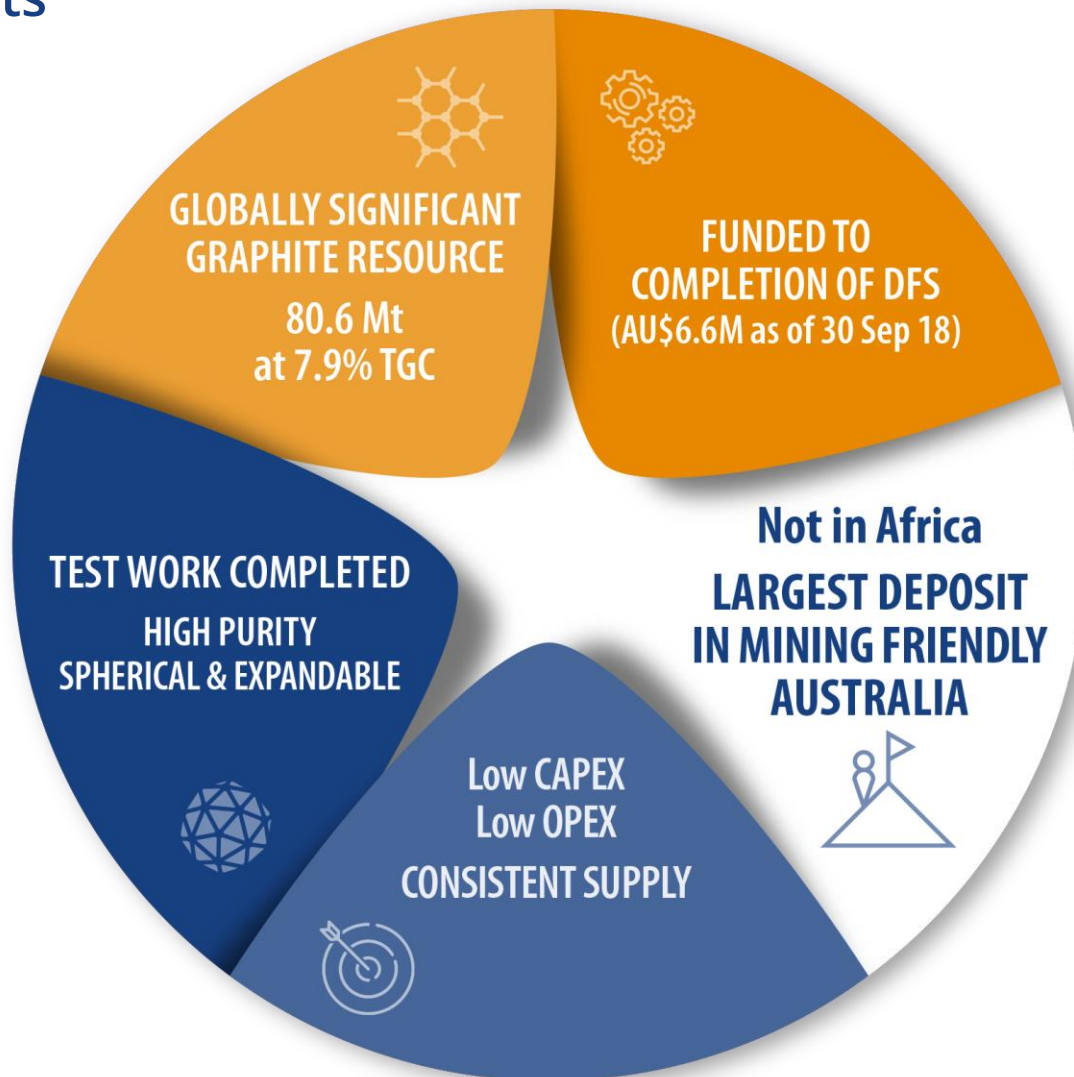 ts
GLOBALLY SIGNIFICANT
GRAPHITE RESOURCE
80.6 Mt
at 7.9% TGC
FUNDED TO
COMPLETION OF DFS
(AU$6.6M as of 30 Sep 18)
Not in Africa
LARGEST DEPOSIT
IN MINING FRIENDLY
AUSTRALIA
Low CAPEX
Low OPEX
CONSISTENT SUPPLY
TEST WORK COMPLETED
HIGH PURITY
SPHERICAL & EXPANDABLE